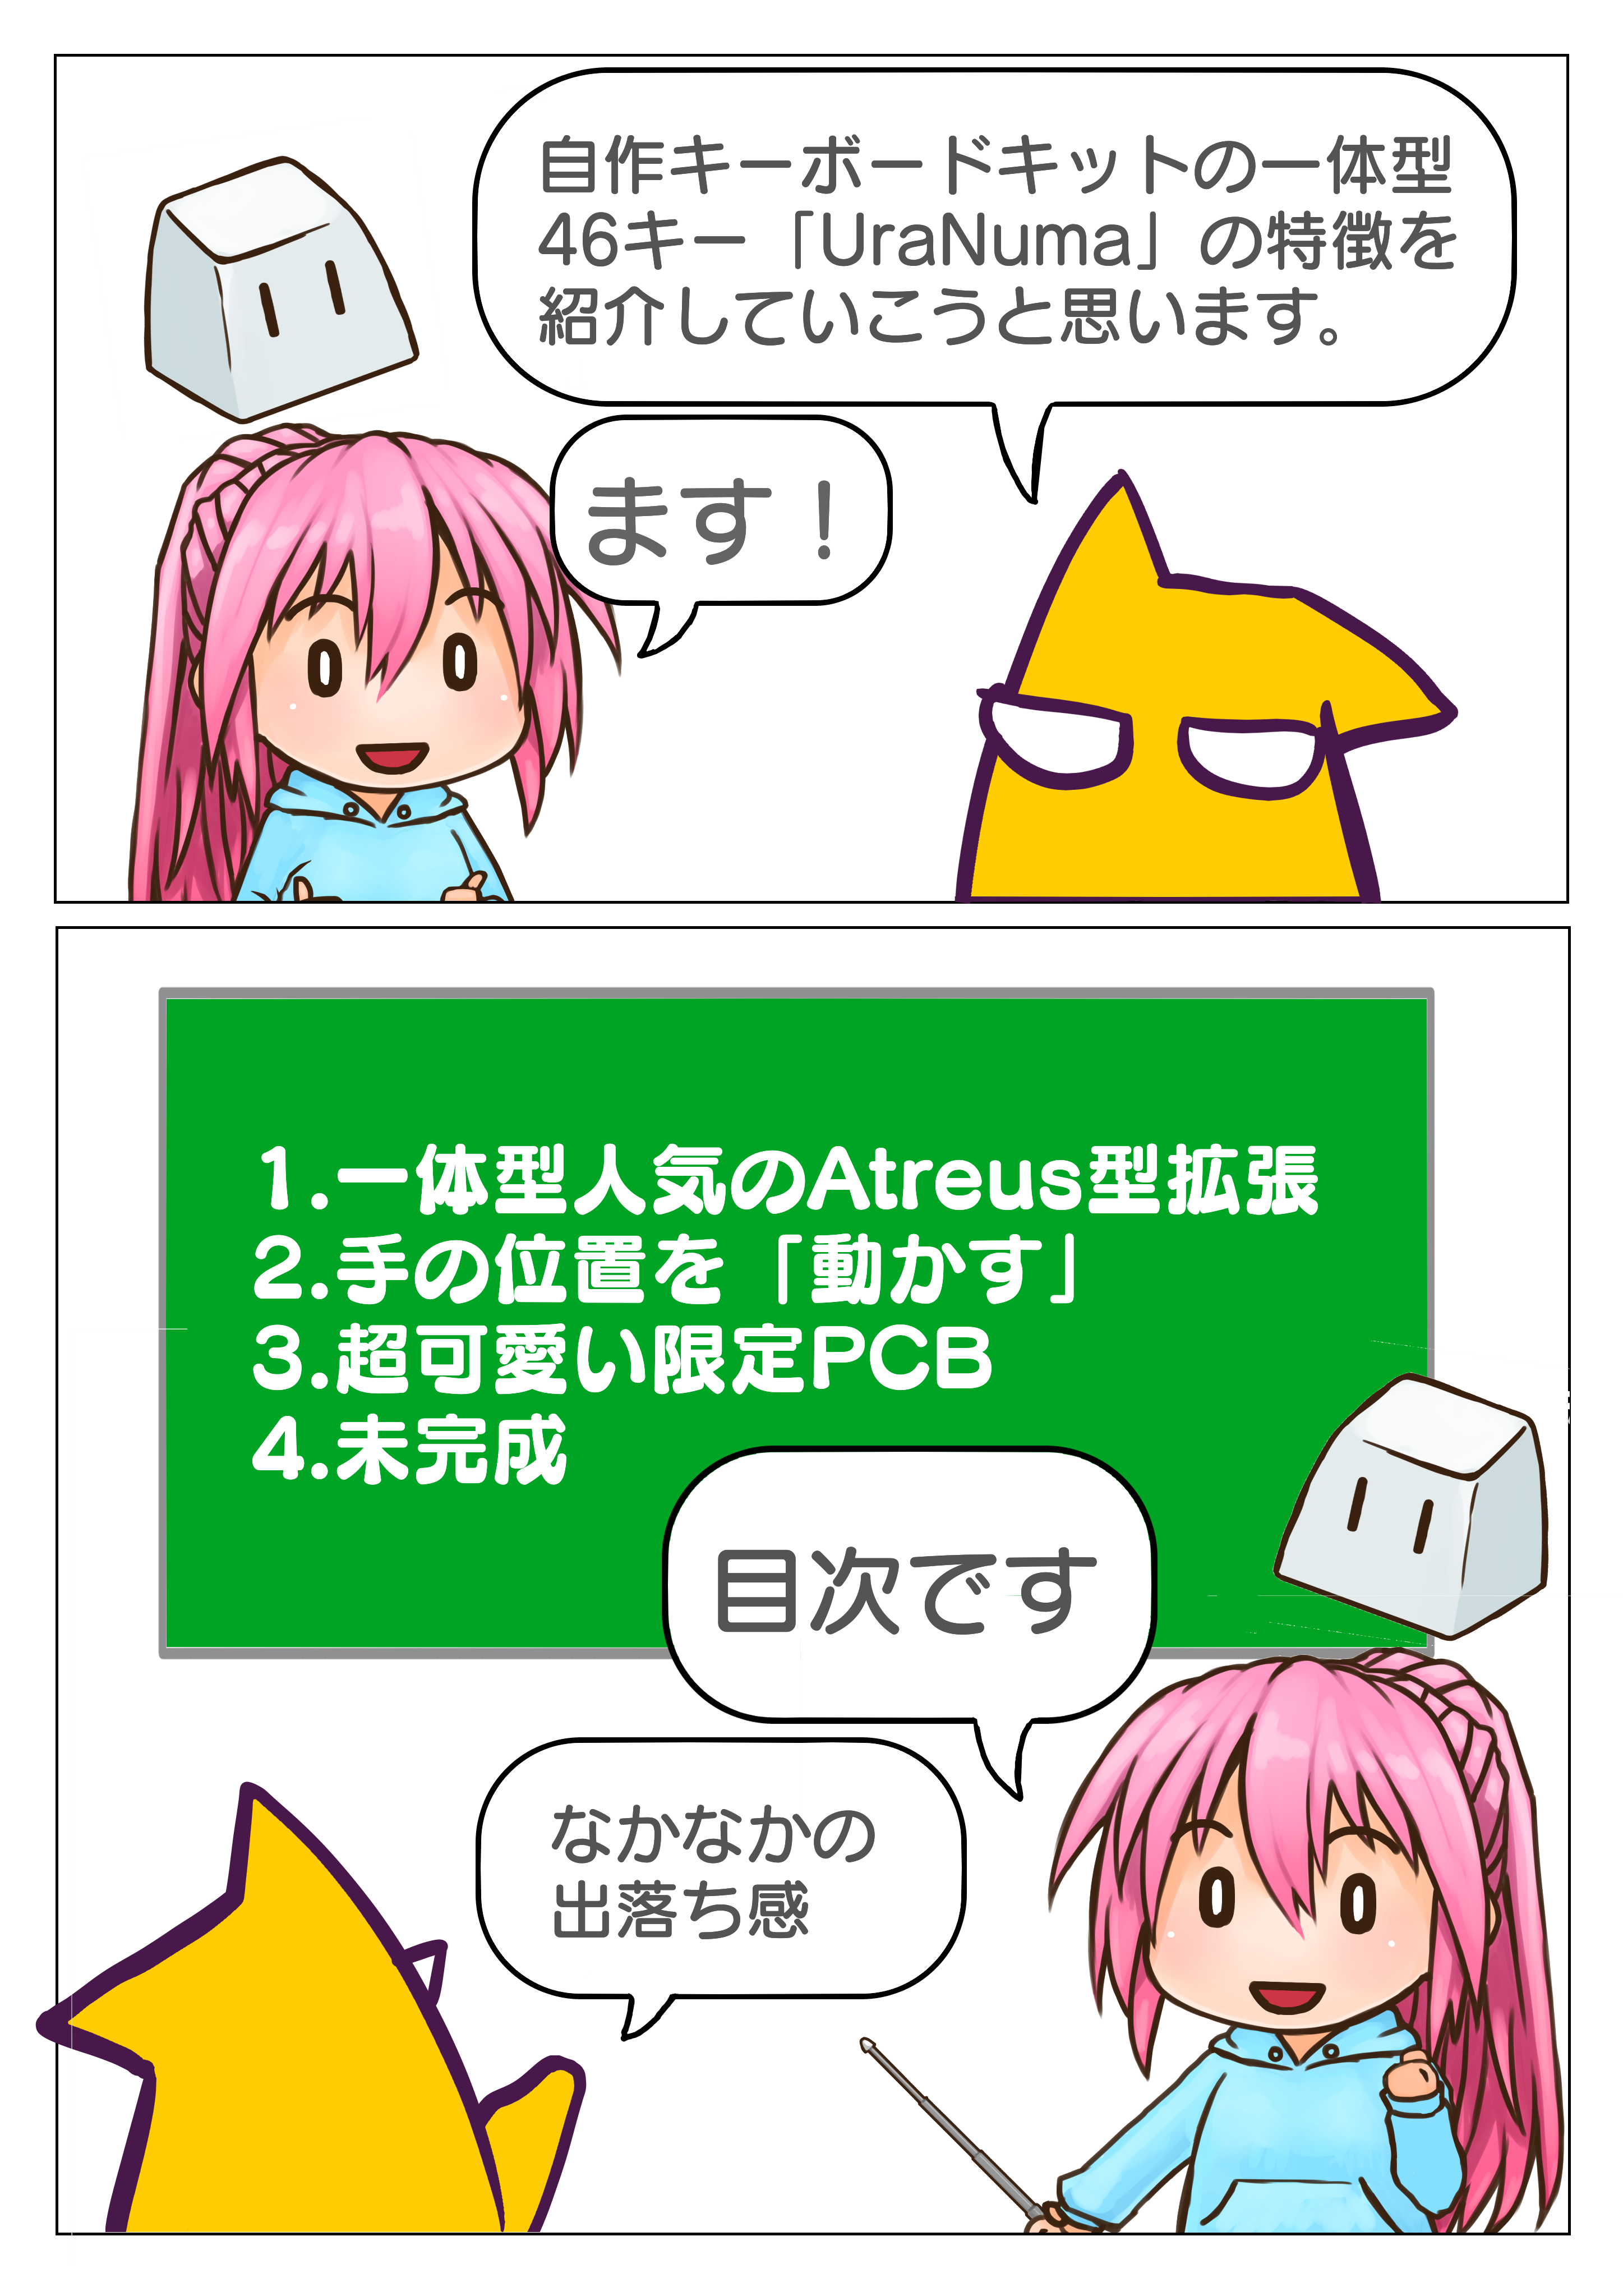 自作キーボードキットの一体型
46キー「UraNuma」の特徴を
紹介していこうと思います。
ます！
1.一体型人気のAtreus型拡張
2.手の位置を「動かす」
3.超可愛い限定PCB
4.未完成
目次です
なかなかの
出落ち感